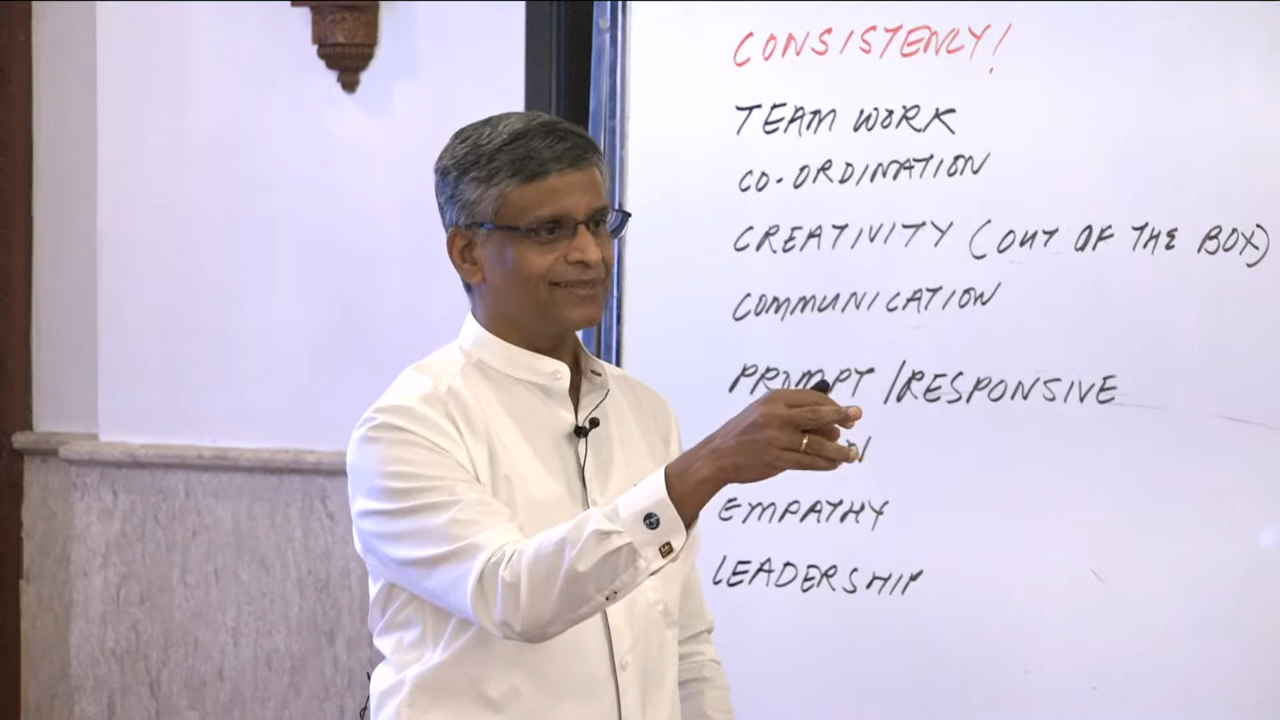 CONSISTENCY!
TEAM WORK
CO-ORDINATION
CREATIVITY (OUT OF THE BOX)
COMMUNICATION
PROMPT / RESPONSIVE
EMPATHY
LEADERSHIP